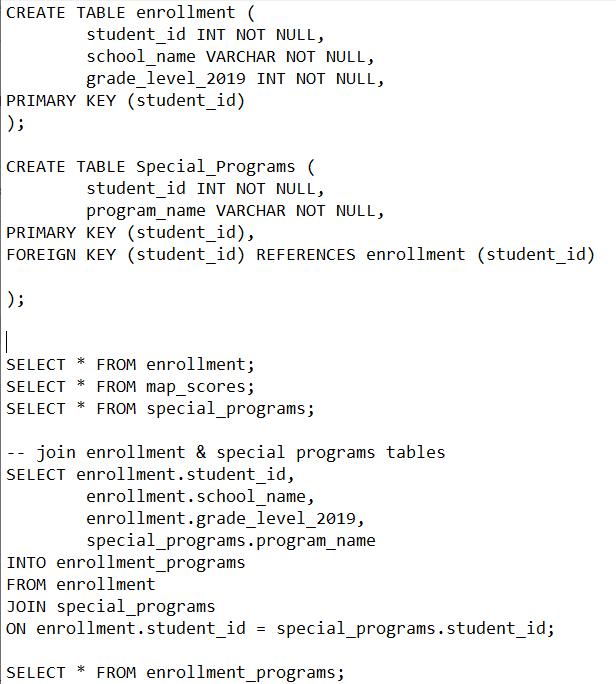 CREATE TABLE enrollment (
        student_id INT NOT NULL,
        school_name VARCHAR NOT NULL,
        grade_level_2019 INT NOT NULL,
PRIMARY KEY (student_id)
);

CREATE TABLE Special_Programs (
        student_id INT NOT NULL,
        program_name VARCHAR NOT NULL,
PRIMARY KEY (student_id),
FOREIGN KEY (student_id) REFERENCES enrollment (student_id)

);

SELECT * FROM enrollment;
SELECT * FROM map_scores;
SELECT * FROM special_programs;

-- join enrollment & special programs tables
SELECT enrollment.student_id,
        enrollment.school_name,
        enrollment.grade_level_2019,
        special_programs.program_name
INTO enrollment_programs
FROM enrollment
JOIN special_programs
ON enrollment.student_id = special_programs.student_id;

SELECT * FROM enrollment_programs;